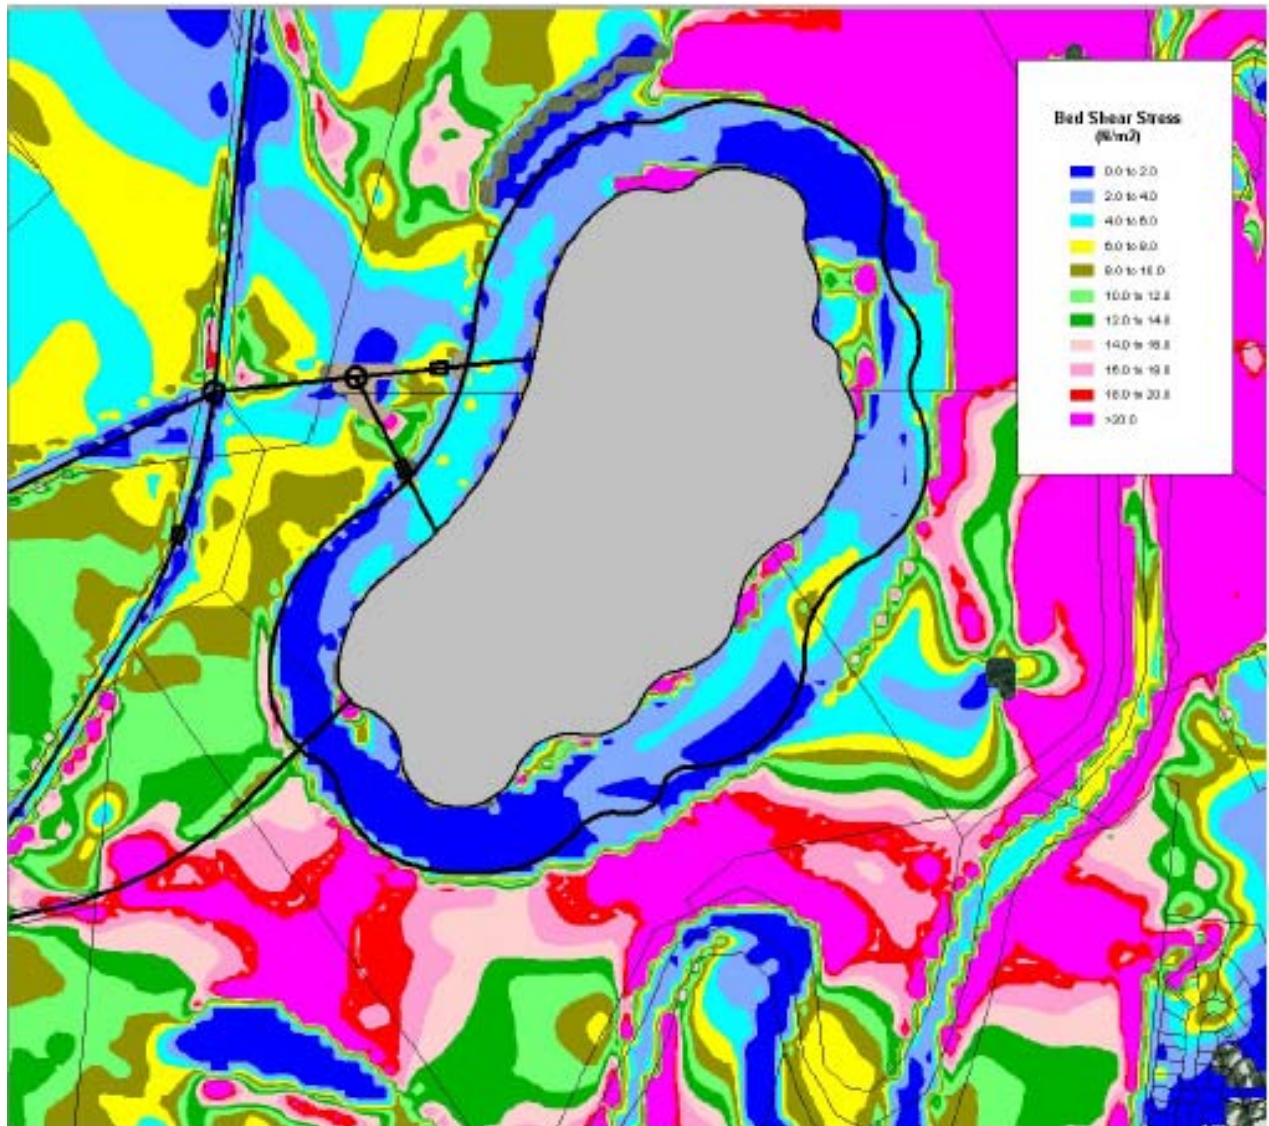 Bed Shear Stress
(N/m2)
0.0 to 2.0
2.0 to 4.0
4.0 to 6.0
6.0 to 8.0
8.0 to 10.0
10.0 to 12.0
12.0 to 14.0
14.0 to 16.0
16.0 to 18.0
18.0 to 20.0
>20.0